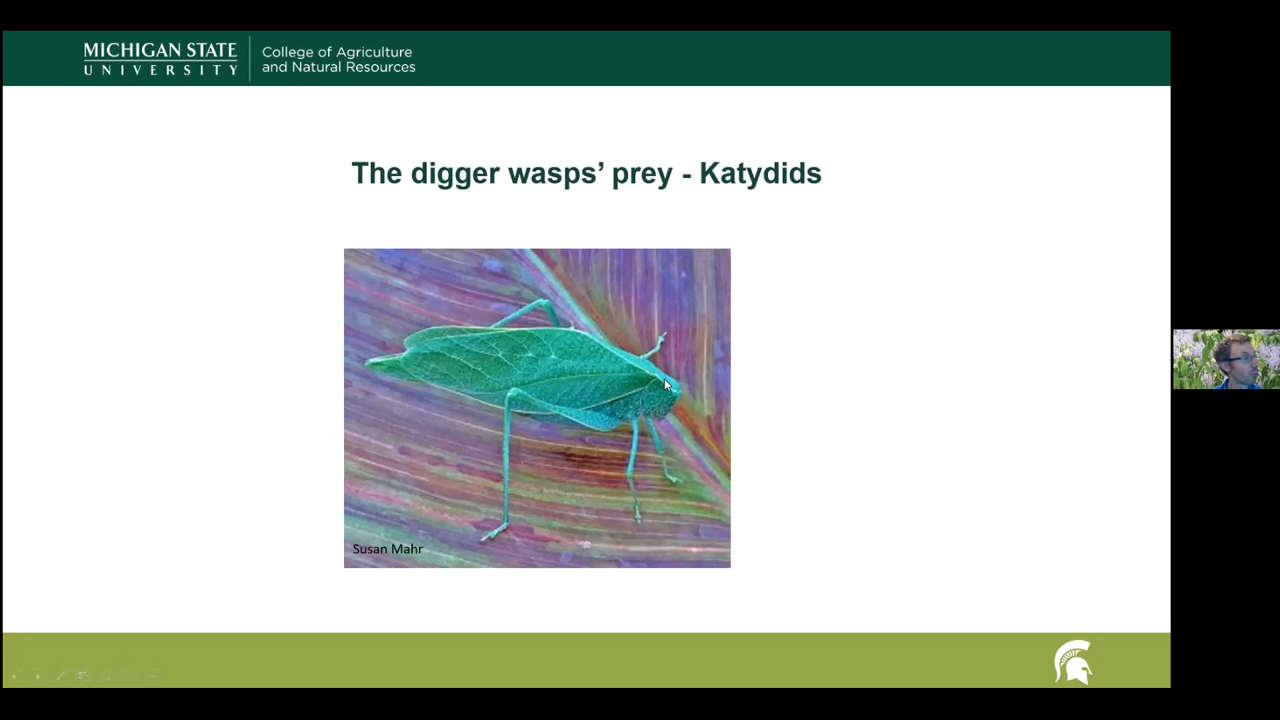 MICHIGAN STATE
UNIVERSITY
College of Agriculture
and Natural Resources
The digger wasps’ prey - Katydids
Susan Mahr